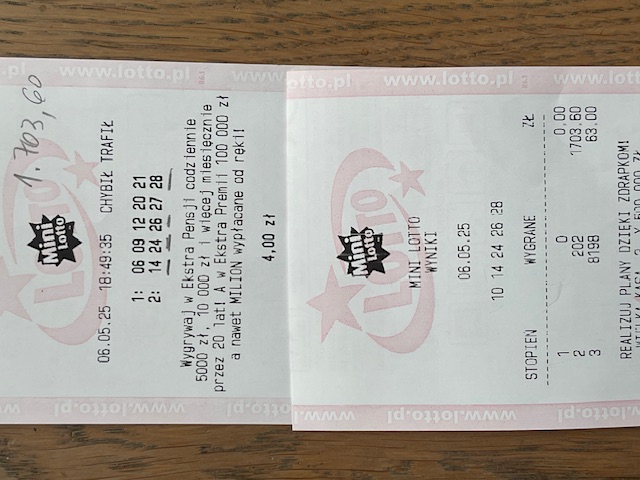 www.lotto.pl
1.703,60
LOTTO
Mini
Lotto
06.05.25 18:49:35 CHYBIŁ TRAFIŁ
1: 06 09 12 20 21
2: 14 24 26 27 28
Wygrywaj w Ekstra Pensji codziennie
5000 zł, 10 000 zł i więcej miesięcznie
przez 20 lat! A w Ekstra Premii 100 000 zł
a nawet MILION wypłacane od ręki!
4,00 zł
www.lotto.pl
www.lotto.pl
LOTTO
Mini
Lotto
MINI LOTTO
WYNIKI
06.05.25
10 14 24 26 28
STOPIEŃ WYGRANE ZŁ
1 0 0.00
2 202 1703.60
3 8198 63.00
REALIZUJ PLANY DZIĘKI ZDRAPKOM!
www.lotto.pl